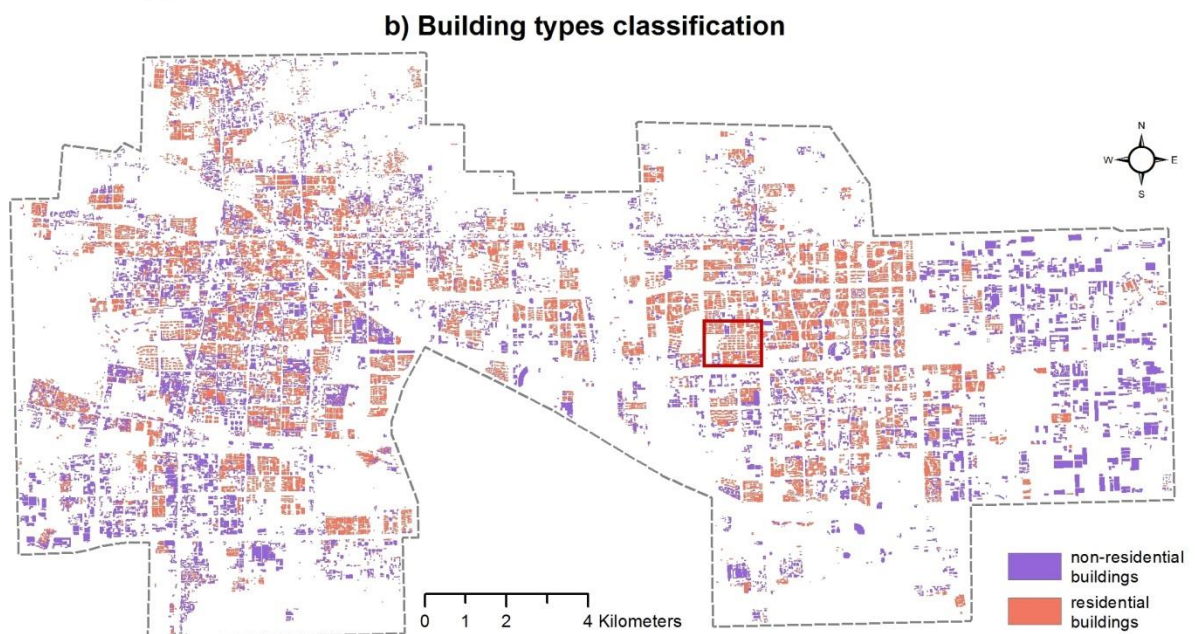 b) Building types classification
N
W
E
S
non-residential
buildings
residential
buildings
0 1 2 4 Kilometers